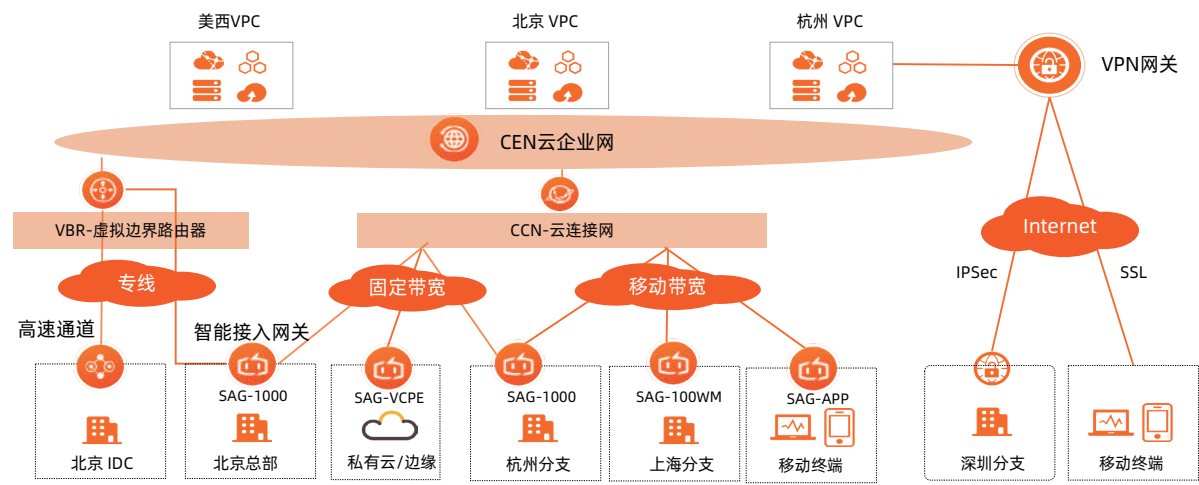 美西VPC
北京 VPC
杭州 VPC
VPN网关
CEN云企业网
VBR-虚拟边界路由器
CCN-云连接网
Internet
专线
固定带宽
移动带宽
IPSec
SSL
高速通道
智能接入网关
SAG-1000
SAG-VCPE
SAG-1000
SAG-100WM
SAG-APP
北京 IDC
北京总部
私有云/边缘
杭州分支
上海分支
移动终端
深圳分支
移动终端